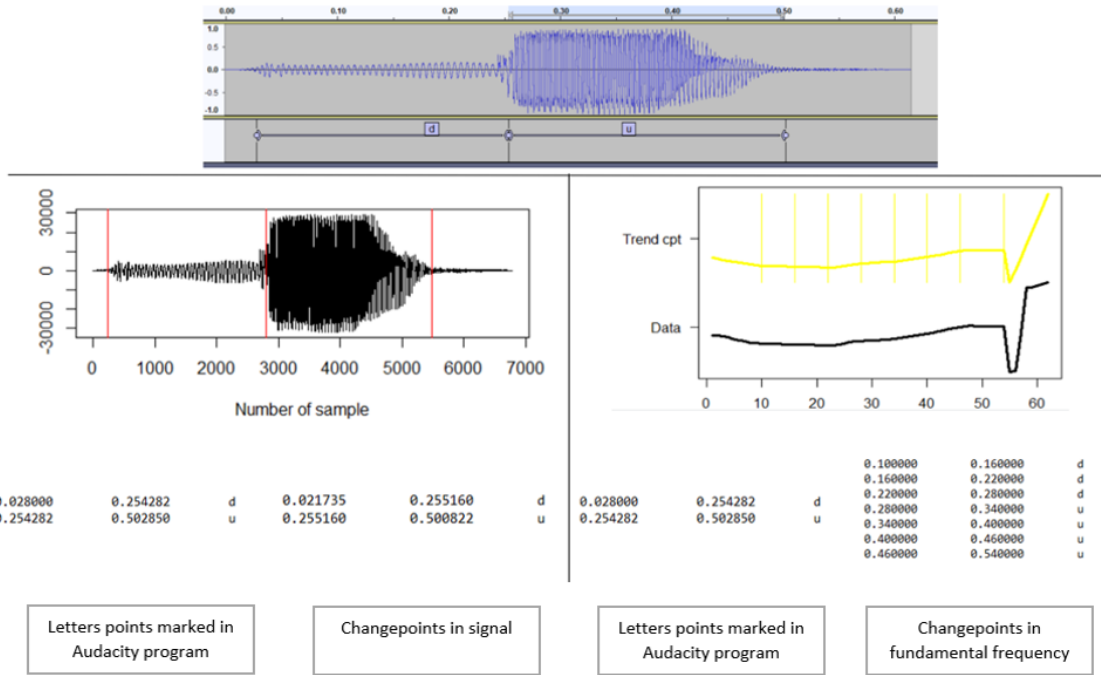 0.00 0.10 0.20 0.30 0.40 0.50 0.60
1.0
0.5
0.0
-0.5
-1.0
d u
30000
0
-30000
0 1000 2000 3000 4000 5000 6000 7000
Number of sample
Trend cpt
Data
0 10 20 30 40 50 60
0.028000 0.254282 d 0.021735 0.255160 d
0.254282 0.502850 u 0.255160 0.500822 u
0.028000 0.254282 d
0.254282 0.502850 u
0.100000 0.160000 d
0.160000 0.220000 d
0.220000 0.280000 d
0.280000 0.340000 u
0.340000 0.400000 u
0.400000 0.460000 u
0.460000 0.540000 u
Letters points marked in
Audacity program
Changepoints in signal
Letters points marked in
Audacity program
Changepoints in
fundamental frequency